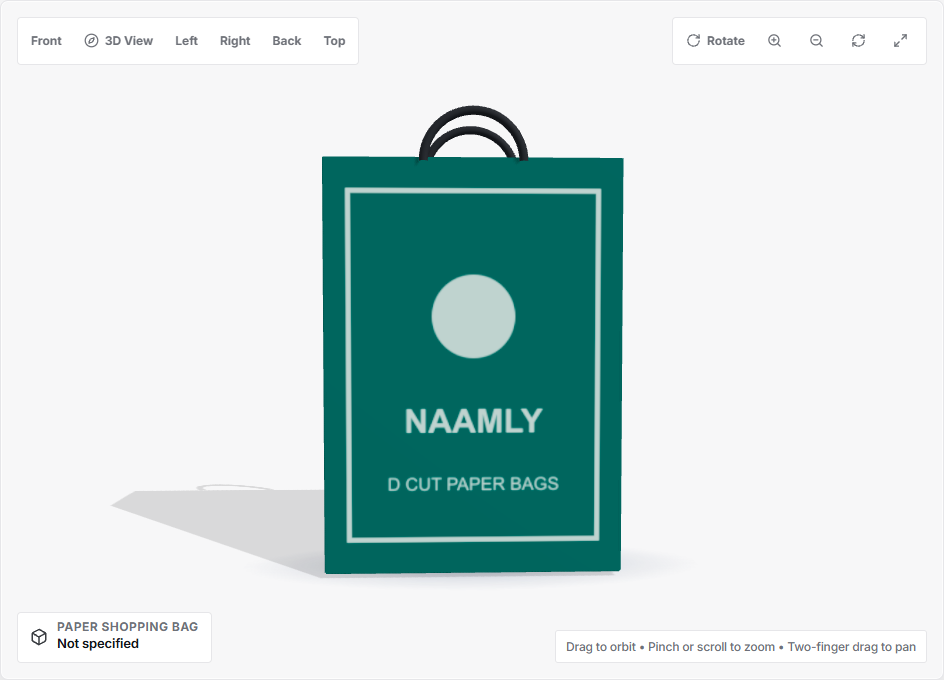 Front 3D View Left Right Back Top
Rotate
NAAMLY
D CUT PAPER BAGS
PAPER SHOPPING BAG
Not specified
Drag to orbit • Pinch or scroll to zoom • Two-finger drag to pan